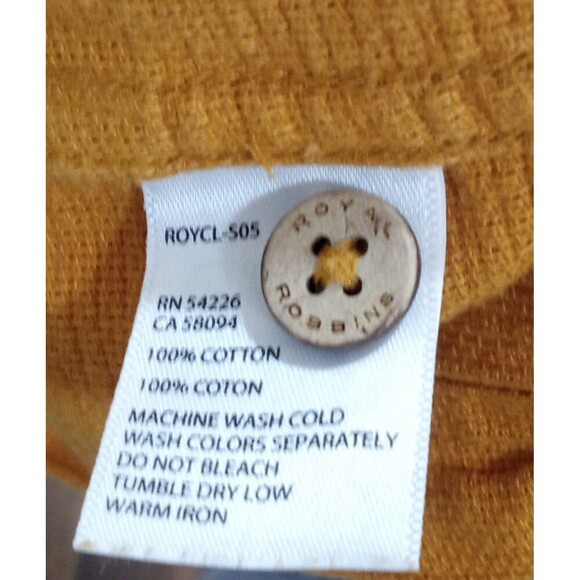 ROYAL
ROBBINS
ROYCL-S05
RN 54226
CA 58094
100% COTTON
100% COTON
MACHINE WASH COLD
WASH COLORS SEPARATELY
DO NOT BLEACH
TUMBLE DRY LOW
WARM IRON